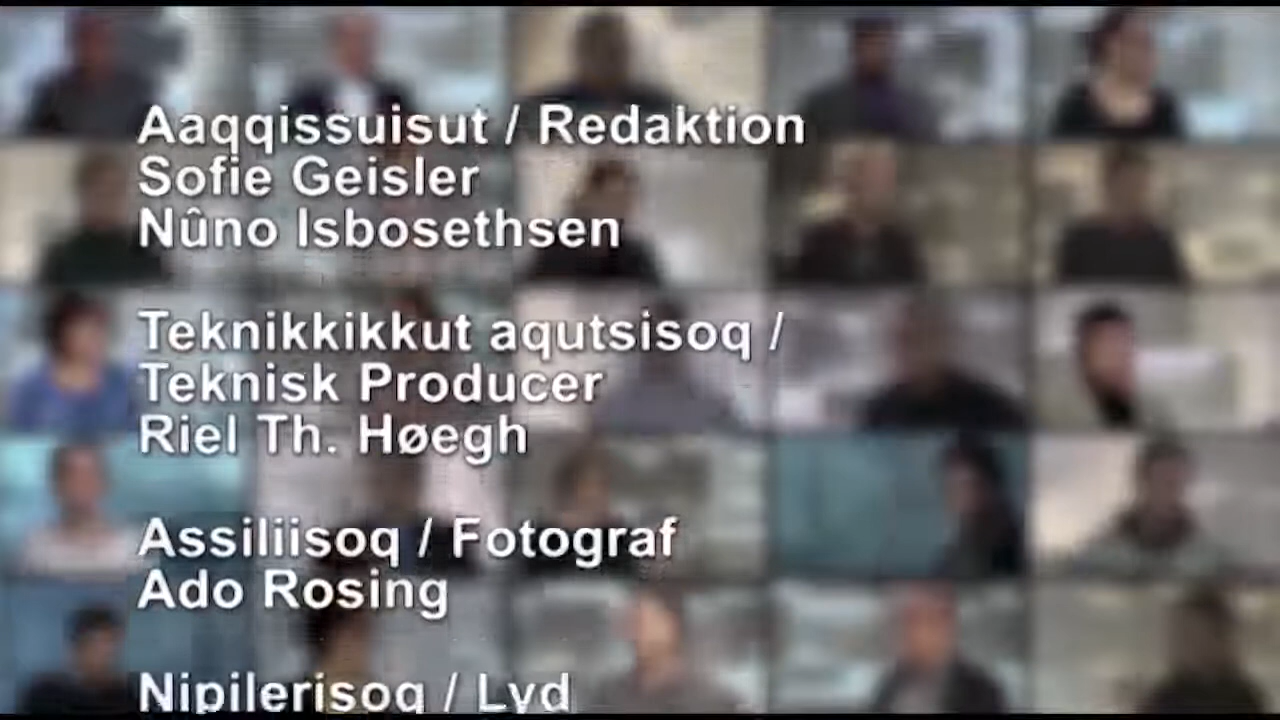 Aaqqissuisut / Redaktion
Sofie Geisler
Nûno Isbosethsen
Teknikkikkut aqutsisoq /
Teknisk Producer
Riel Th. Høegh
Assiliisoq / Fotograf
Ado Rosing
Nipilerisoq / Lyd